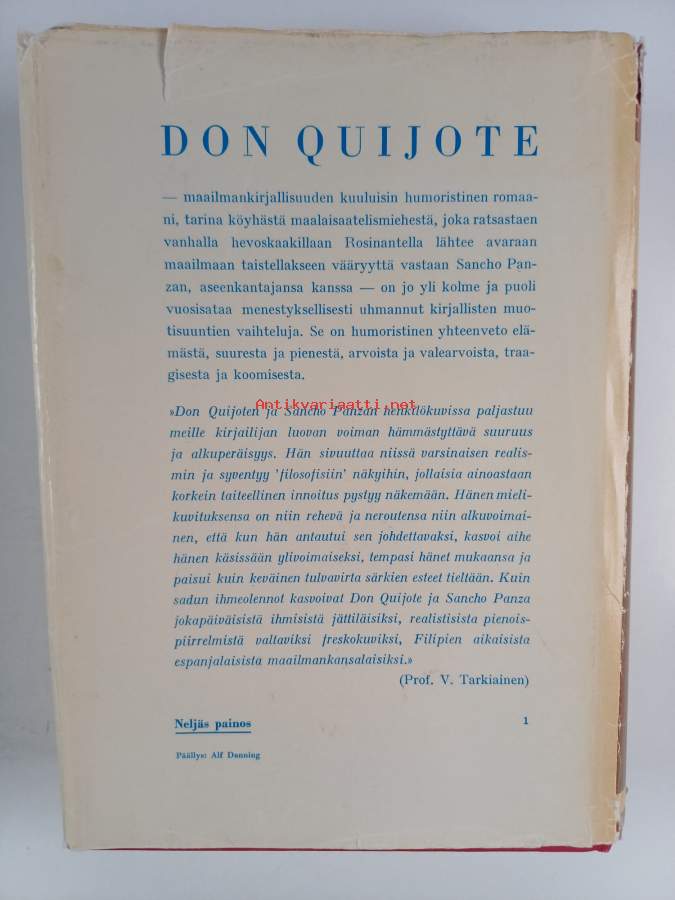 DON QUIJOTE
— maailmankirjallisuuden kuuluisin humoristinen romaa-
ni, tarina köyhästä maalaisaatelismiehestä, joka ratsastaen
vanhalla hevoskaakillaan Rosinantella lähtee avaraan
maailmaan taistellakseen vääryyttä vastaan Sancho Pan-
zan, aseenkantajansa kanssa — on jo yli kolme ja puoli
vuosisataa menestyksellisesti uhmannut kirjallisten muo-
tisuuntien vaihteluja. Se on humoristinen yhteenveto elä-
mästä, suuresta ja pienestä, arvoista ja valearvoista, traa-
gisesta ja koomisesta.
Antikvariaatti.net
»Don Quijoten ja Sancho Panzan henkilökuvissa paljastuu
meille kirjailijan luovan voiman hämmästyttävä suuruus
ja alkuperäisyys. Hän sivuuttaa niissä varsinaisen realis-
min ja syventyy 'filosofisiin' näkyihin, jollaisia ainoastaan
korkein taiteellinen innoitus pystyy näkemään. Hänen mieli-
kuvituksensa on niin rehevä ja neroutensa niin alkuvoimai-
nen, että kun hän antautui sen johdettavaksi, kasvoi aihe
hänen käsissään ylivoimaiseksi, tempasi hänet mukaansa ja
paisui kuin keväinen tulvavirta särkien esteet tieltään. Kuin
sadun ihmeolennot kasvoivat Don Quijote ja Sancho Panza
jokapäiväisistä ihmisistä jättiläisiksi, realistisista pienois-
piirrelmistä valtaviksi freskokuviksi, Filipien aikaisista
espanjalaisista maailmankansalaisiksi.»
(Prof. V. Tarkiainen)
Neljäs painos 1
Päällys: Alf Danning